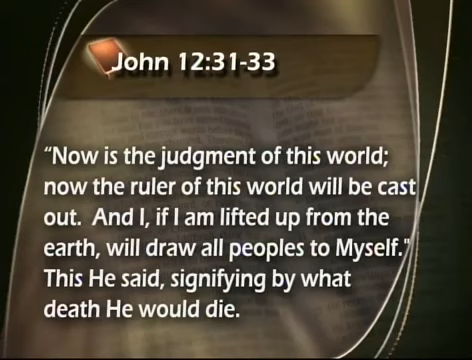 John 12:31-33
“Now is the judgment of this world;
now the ruler of this world will be cast
out.  And I, if I am lifted up from the
earth, will draw all peoples to Myself."
This He said, signifying by what
death He would die.